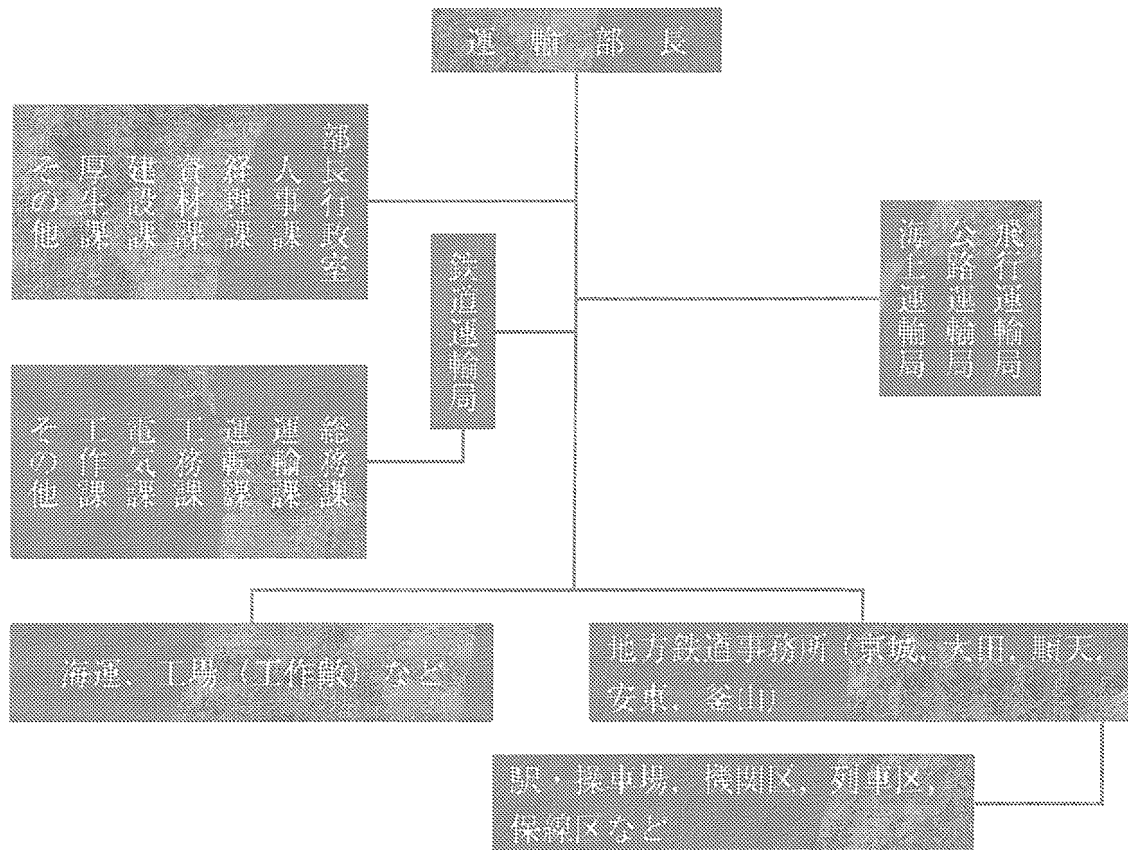 運輸部長
部長行政室
人事課
経理課
資材課
建設課
厚生課
その他
鉄道運輸局
飛行運輸局
公路運輸局
海上運輸局
総務課
運輸課
運転課
工務課
電気課
工作課
その他
海運、工場（工作廠）など
地方鉄道事務所（京城、大田、順天、
安東、釜山）
駅・操車場、機関区、列車区、
保線区など